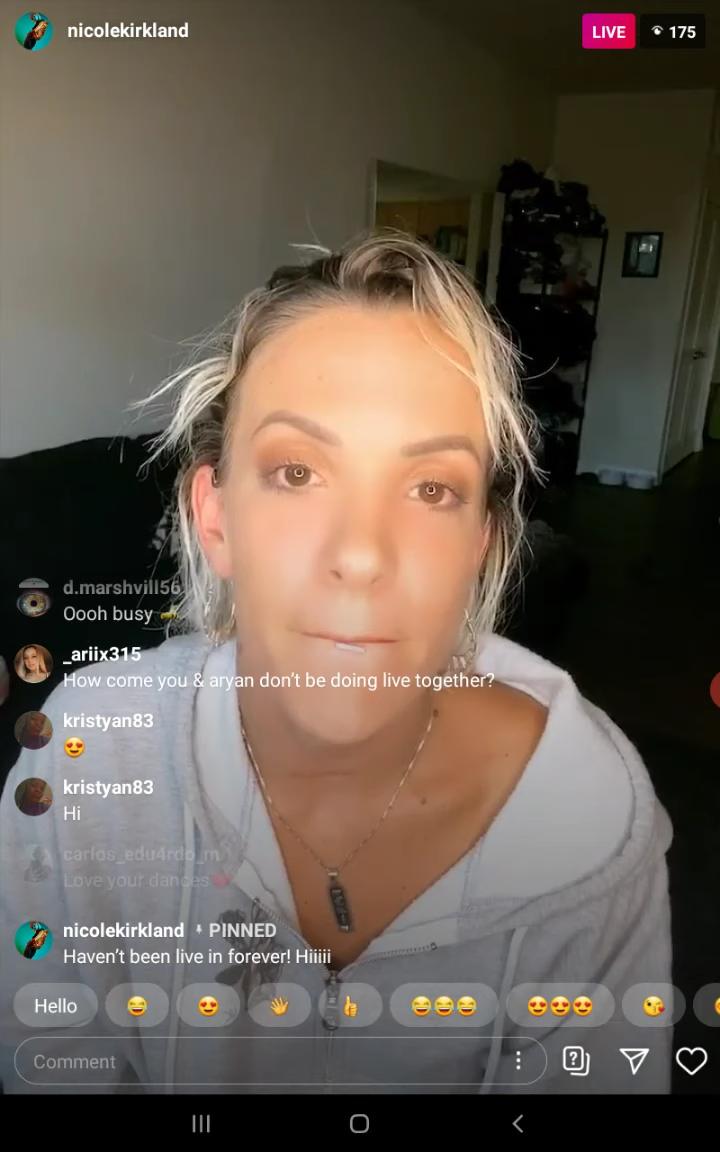 nicolekirkland
LIVE 175
d.marshvill56
Oooh busy
_ariix315
How come you & aryan don't be doing live together?
kristyan83
kristyan83
Hi
carlos_edu4rdo_m
Love your dances
nicolekirkland PINNED
Haven't been live in forever! Hiiiii
Hello
Comment